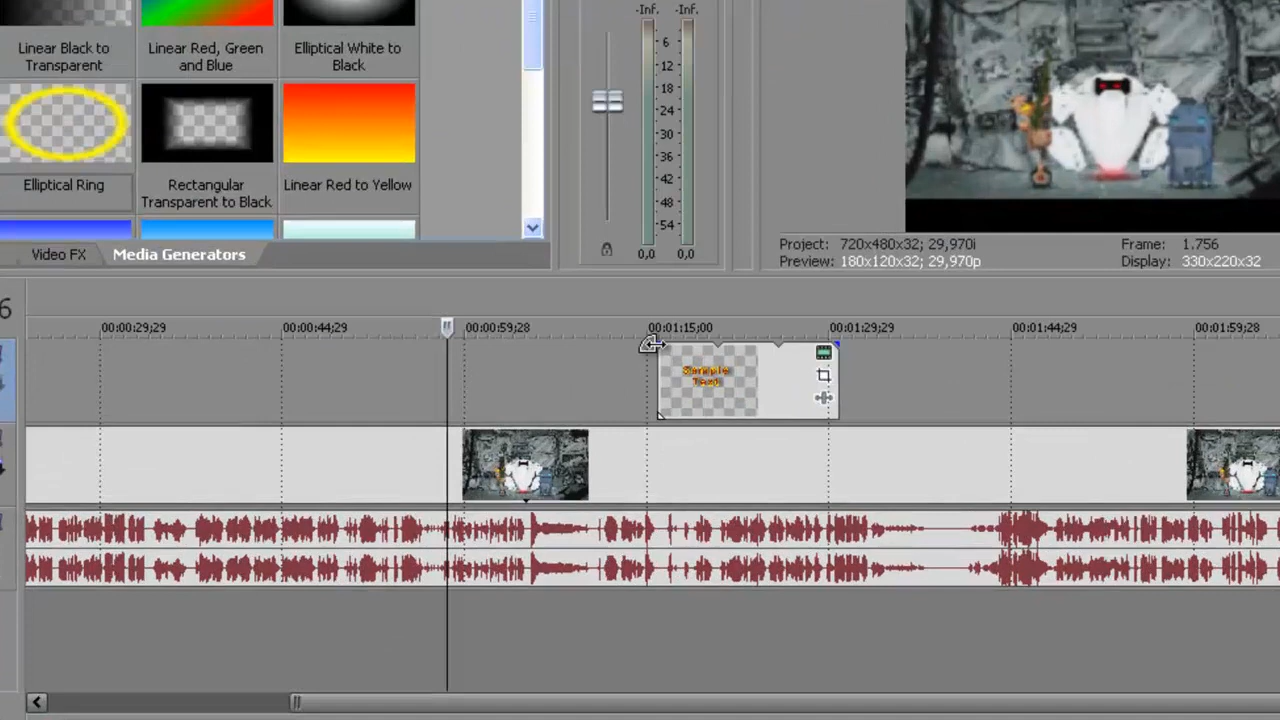 Linear Black to
Transparent
Linear Red, Green
and Blue
Elliptical White to
Black
Elliptical Ring
Rectangular
Transparent to Black
Linear Red to Yellow
Video FX
Media Generators
-Inf. -Inf.
6
12
18
24
30
36
42
48
54
0,0 0,0
Project: 720x480x32; 29,970i
Preview: 180x120x32; 29,970p
Frame: 1.756
Display: 330x220x32
6
00:00:29;29 00:00:44;29 00:00:59;28 00:01:15;00 00:01:29;29 00:01:44;29 00:01:59;28
Sample
Text